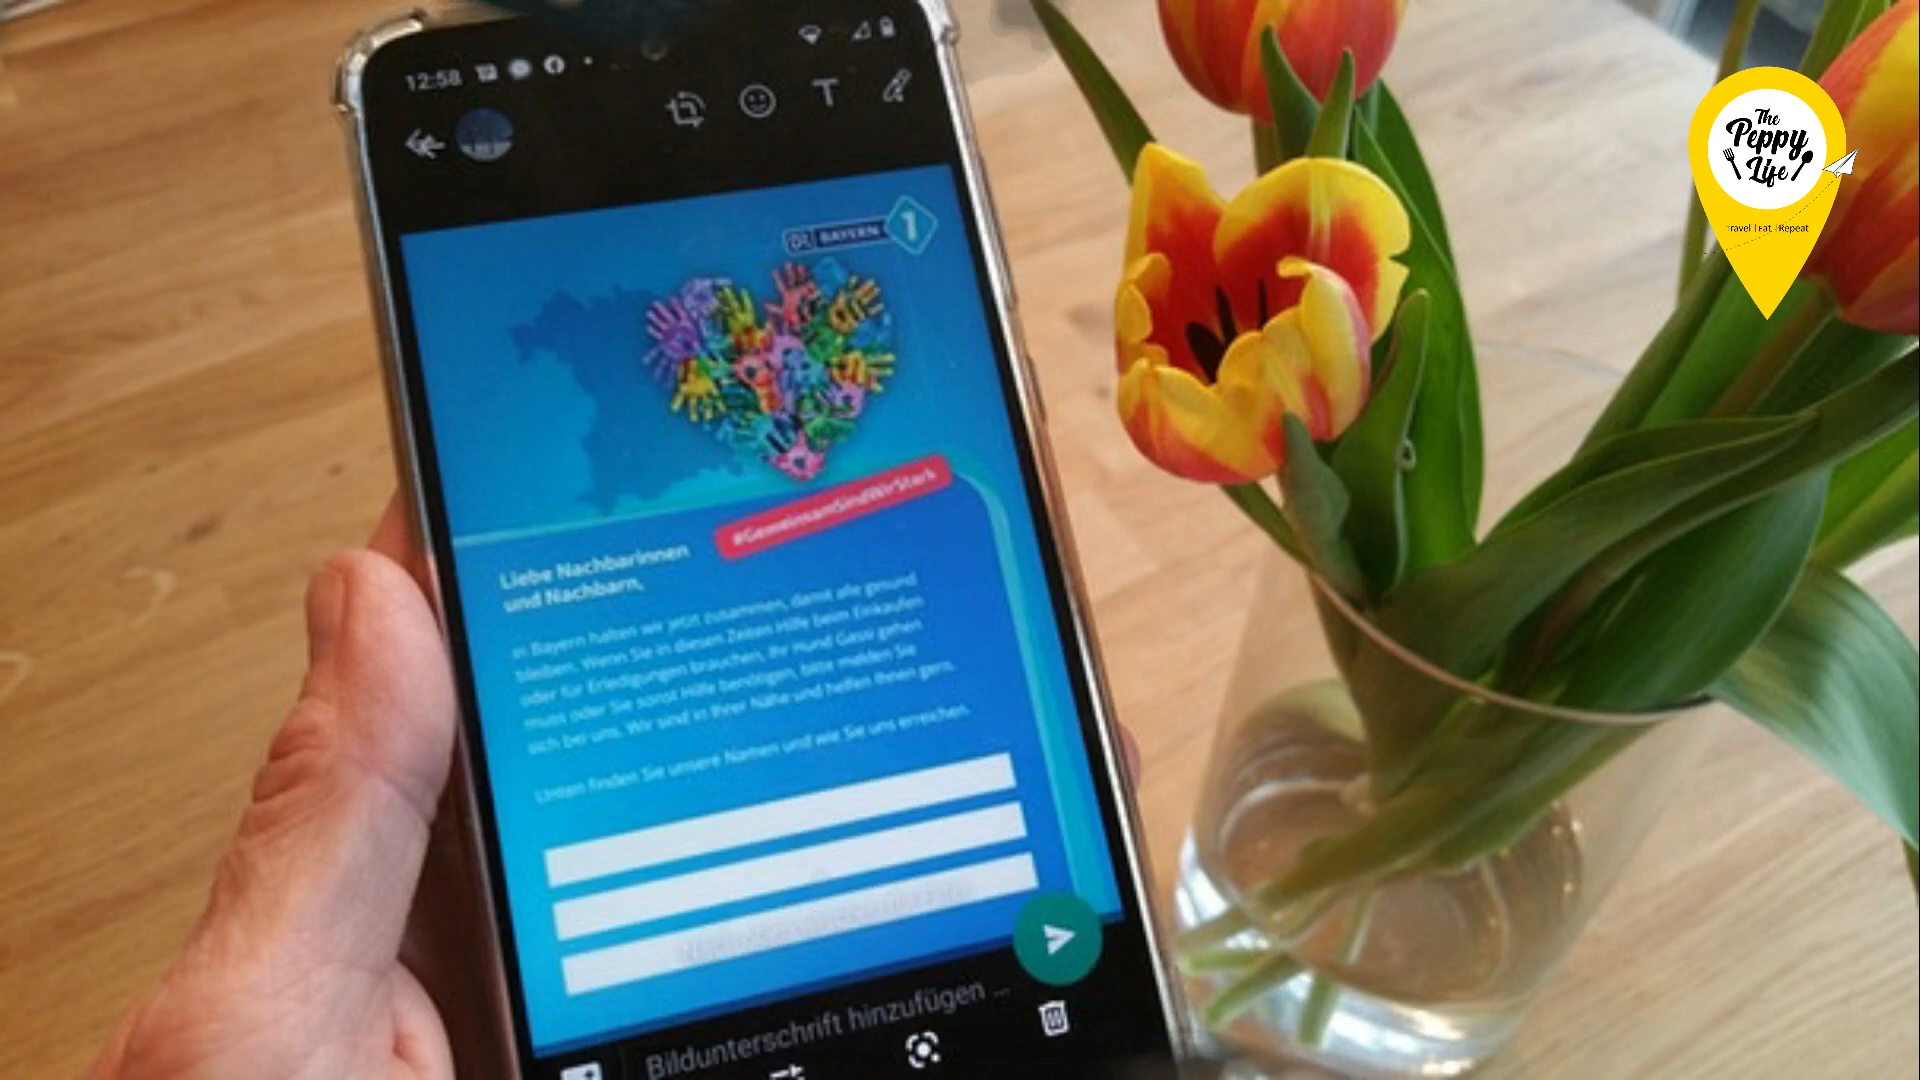 12:58
BR BAYERN 1
#GemeinsamSindWirStark
Liebe Nachbarinnen
und Nachbarn,
in Bayern halten wir jetzt zusammen, damit alle gesund
bleiben. Wenn Sie in diesen Zeiten Hilfe beim Einkaufen
oder für Erledigungen brauchen, Ihr Hund Gassi gehen
muss oder Sie sonst Hilfe benötigen, bitte melden Sie
sich bei uns. Wir sind in Ihrer Nähe und helfen Ihnen gern.
Unten finden Sie unsere Namen und wie Sie uns erreichen.
Bildunterschrift hinzufügen ...
The
Peppy
Life
Travel | Eat | Repeat